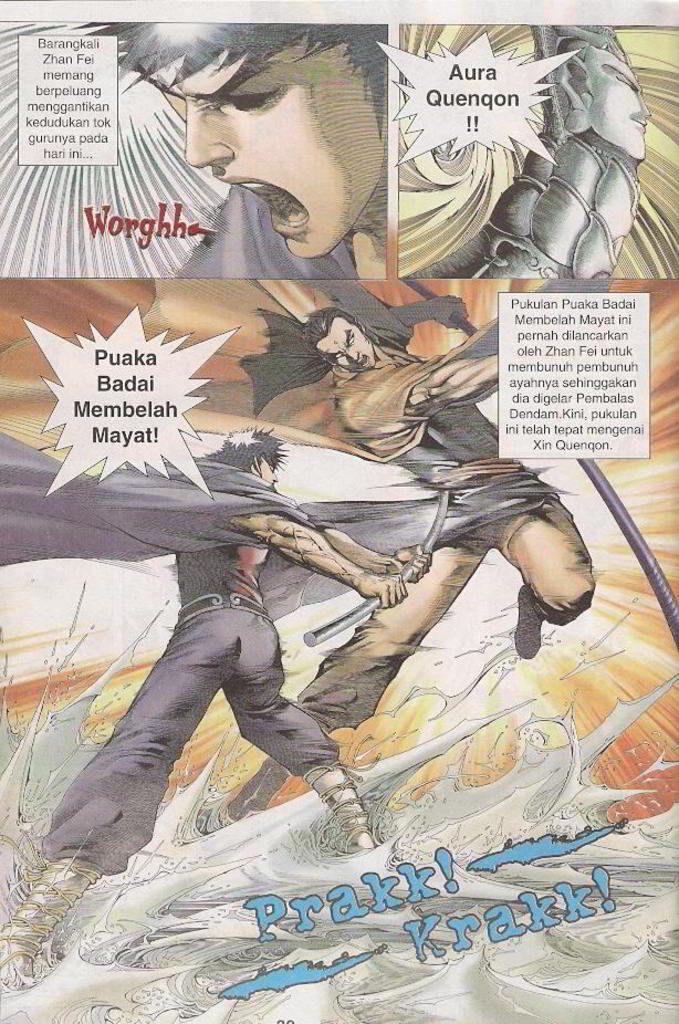 Barangkali
Zhan Fei
memang
berpeluang
menggantikan
kedudukan tok
gurunya pada
hari ini...
Aura
Quenqon
!!
Worghh
Puaka
Badai
Membelah
Mayat!
Pukulan Puaka Badai
Membelah Mayat ini
pernah dilancarkan
oleh Zhan Fei untuk
membunuh pembunuh
ayahnya sehinggakan
dia digelar Pembalas
Dendam.Kini, pukulan
ini telah tepat mengenai
Xin Quenqon.
Prakk!
Krakk!